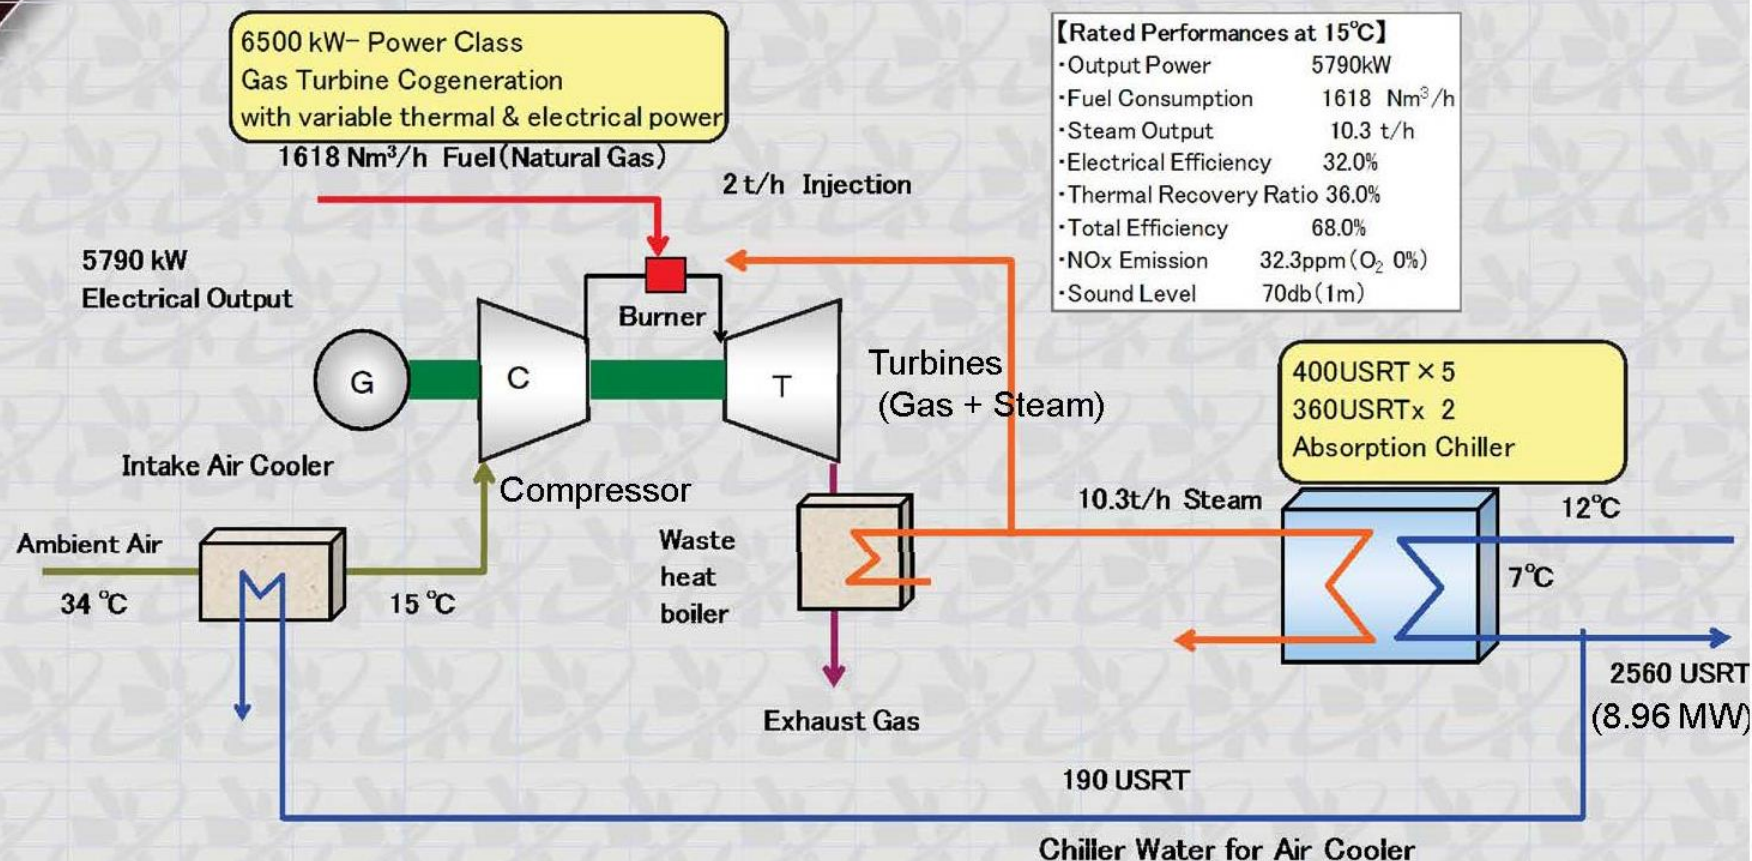 6500 kW- Power Class
Gas Turbine Cogeneration
with variable thermal & electrical power
1618 Nm³/h Fuel(Natural Gas)
2 t/h Injection
【Rated Performances at 15℃】
・Output Power 5790kW
・Fuel Consumption 1618 Nm³/h
・Steam Output 10.3 t/h
・Electrical Efficiency 32.0%
・Thermal Recovery Ratio 36.0%
・Total Efficiency 68.0%
・NOx Emission 32.3ppm(O₂ 0%)
・Sound Level 70db(1m)
5790 kW
Electrical Output
Burner
G
C
T
Turbines
(Gas + Steam)
400USRT × 5
360USRTx 2
Absorption Chiller
Intake Air Cooler
Compressor
10.3t/h Steam
12℃
Ambient Air
34 ℃
15 ℃
Waste
heat
boiler
7℃
2560 USRT
(8.96 MW)
Exhaust Gas
190 USRT
Chiller Water for Air Cooler